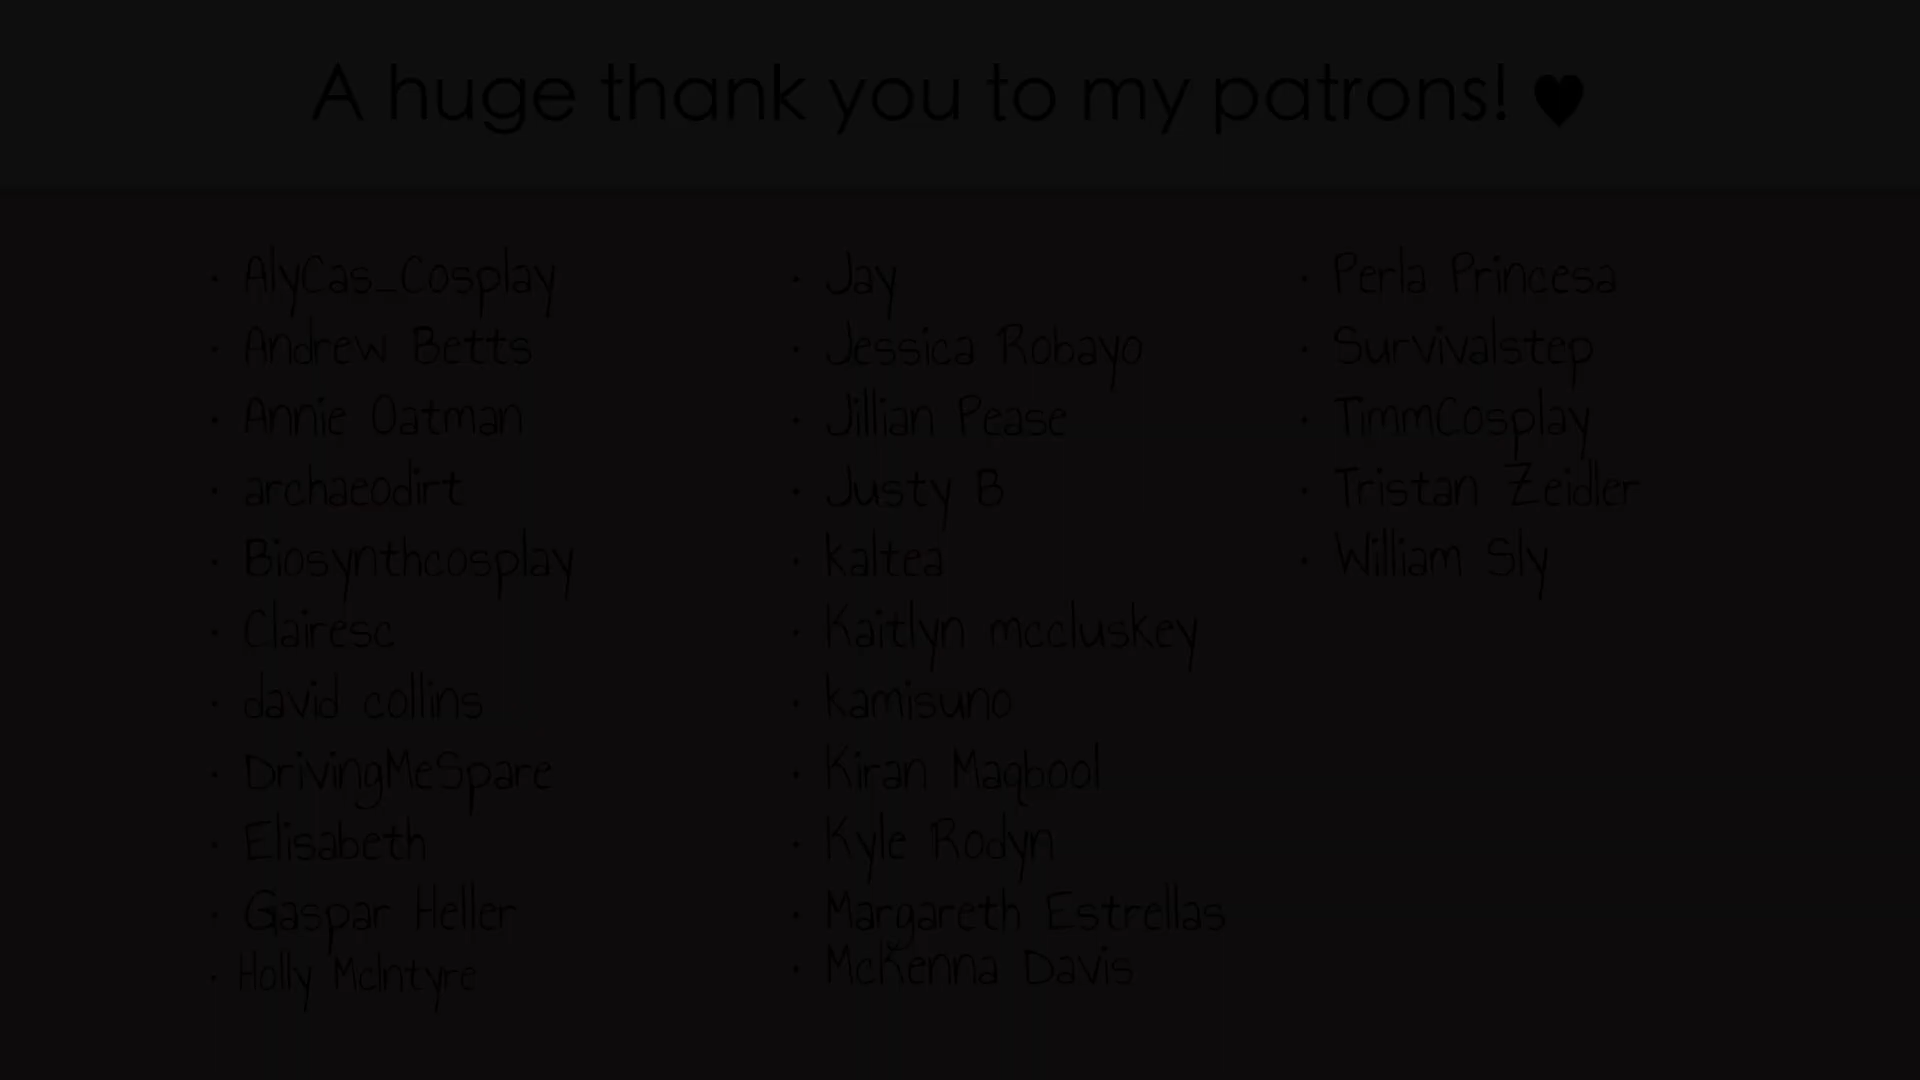 A huge thank you to my patrons! ♥
· AlyCas_Cosplay
· Andrew Betts
· Annie Oatman
· archaeodirt
· Biosynthcosplay
· Clairesc
· david collins
· DrivingMeSpare
· Elisabeth
· Gaspar Heller
· Holly McIntyre
· Jay
· Jessica Robayo
· Jillian Pease
· Justy B
· kaltea
· Kaitlyn mccluskey
· kamisuno
· Kiran Maqbool
· Kyle Rodyn
· Margareth Estrellas
· McKenna Davis
· Perla Princesa
· Survivalstep
· TimmCosplay
· Tristan Zeidler
· William Sly